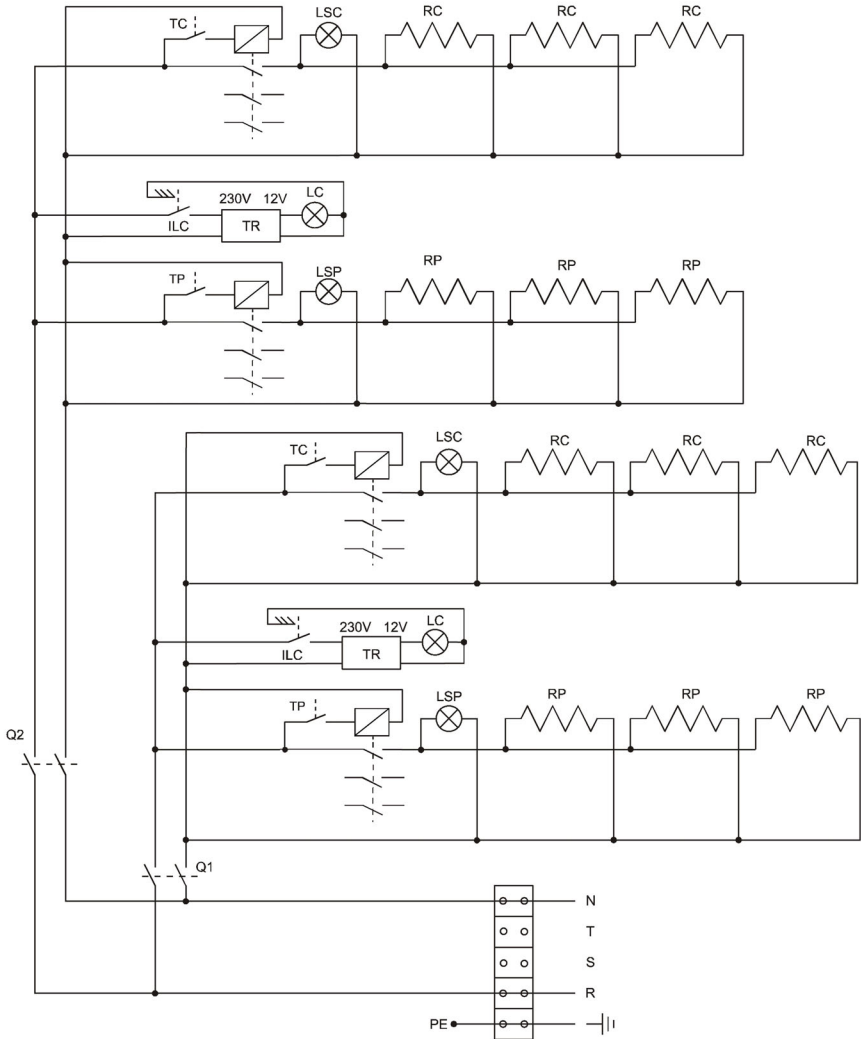 TC LSC RC RC RC
230V 12V LC
ILC TR
TP LSP RP RP RP
TC LSC RC RC RC
230V 12V LC
ILC TR
TP LSP RP RP RP
Q2
Q1
N
T
S
R
PE